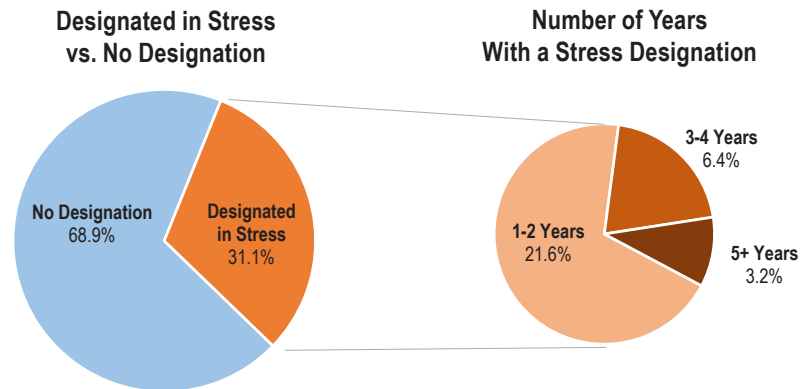 Designated in Stress
vs. No Designation
Number of Years
With a Stress Designation
No Designation
68.9%
Designated
in Stress
31.1%
3-4 Years
6.4%
1-2 Years
21.6%
5+ Years
3.2%